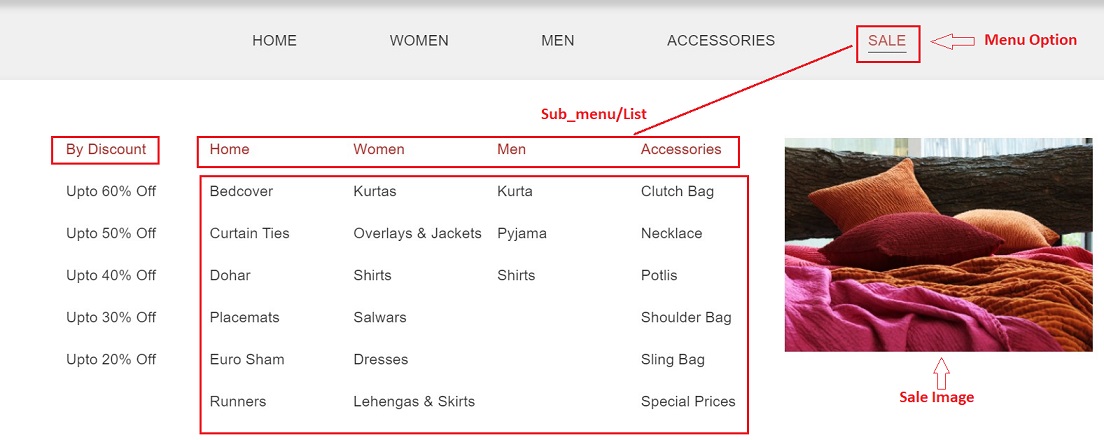 HOME WOMEN MEN ACCESSORIES SALE Menu Option
Sub_menu/List
By Discount Home Women Men Accessories
Upto 60% Off Bedcover Kurtas Kurta Clutch Bag
Upto 50% Off Curtain Ties Overlays & Jackets Pyjama Necklace
Upto 40% Off Dohar Shirts Shirts Potlis
Upto 30% Off Placemats Salwars Shoulder Bag
Upto 20% Off Euro Sham Dresses Sling Bag
Runners Lehengas & Skirts Special Prices
Sale Image